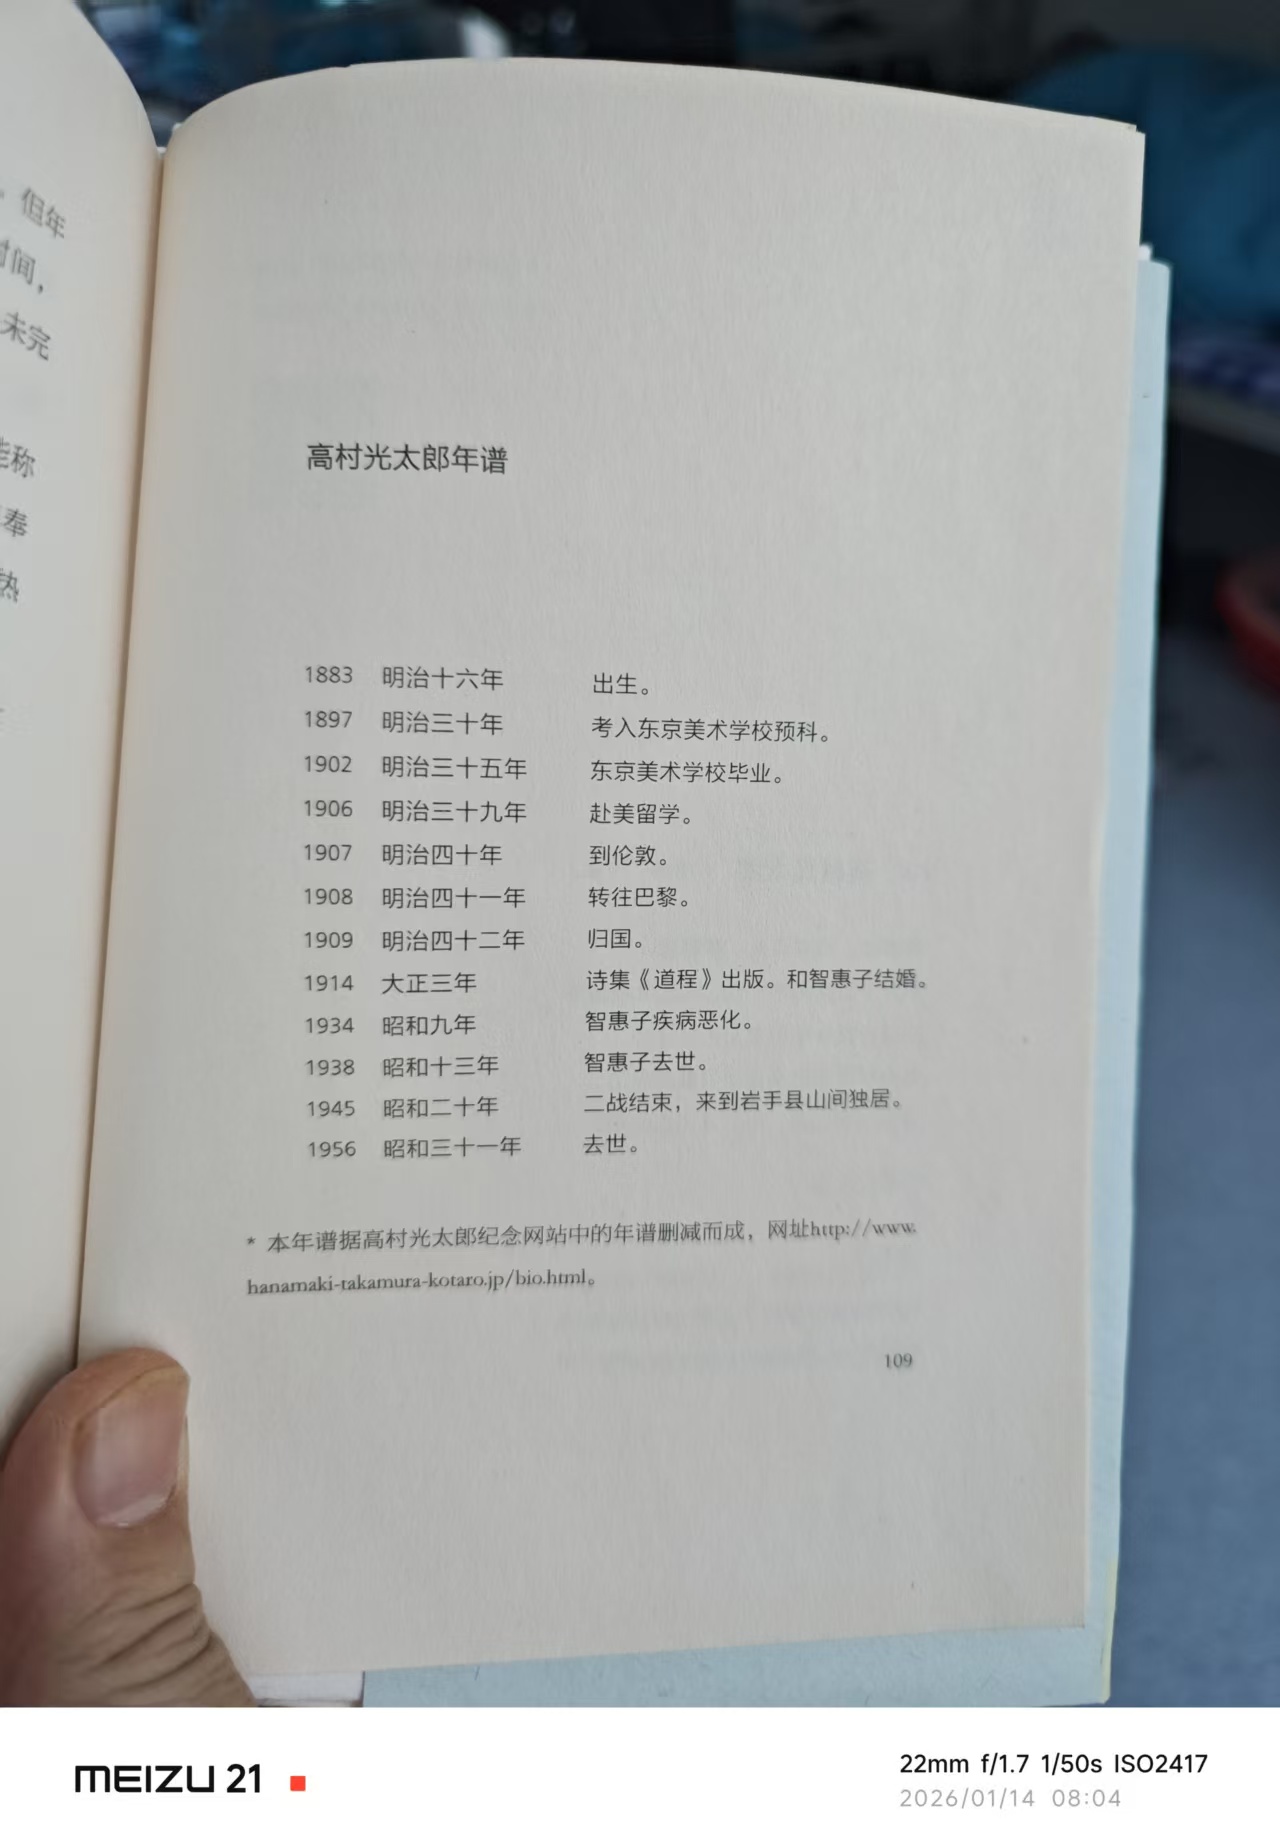 。但年
时间，
未完
称
奉
热
高村光太郎年谱
1883 明治十六年 出生。
1897 明治三十年 考入东京美术学校预科。
1902 明治三十五年 东京美术学校毕业。
1906 明治三十九年 赴美留学。
1907 明治四十年 到伦敦。
1908 明治四十一年 转往巴黎。
1909 明治四十二年 归国。
1914 大正三年 诗集《道程》出版。和智惠子结婚。
1934 昭和九年 智惠子疾病恶化。
1938 昭和十三年 智惠子去世。
1945 昭和二十年 二战结束，来到岩手县山间独居。
1956 昭和三十一年 去世。
* 本年谱据高村光太郎纪念网站中的年谱删减而成，网址http://www.
hanamaki-takamura-kotaro.jp/bio.html。
109
MEIZU 21
22mm f/1.7 1/50s ISO2417
2026/01/14 08:04